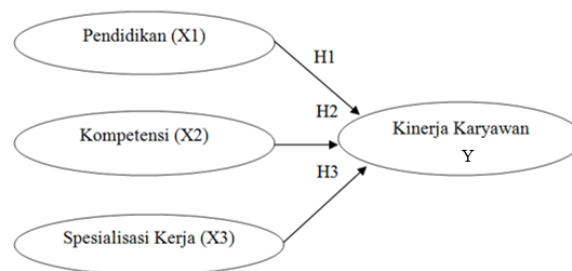 Pendidikan (X1)
H1
H2
Kompetensi (X2)
Kinerja Karyawan
Y
H3
Spesialisasi Kerja (X3)